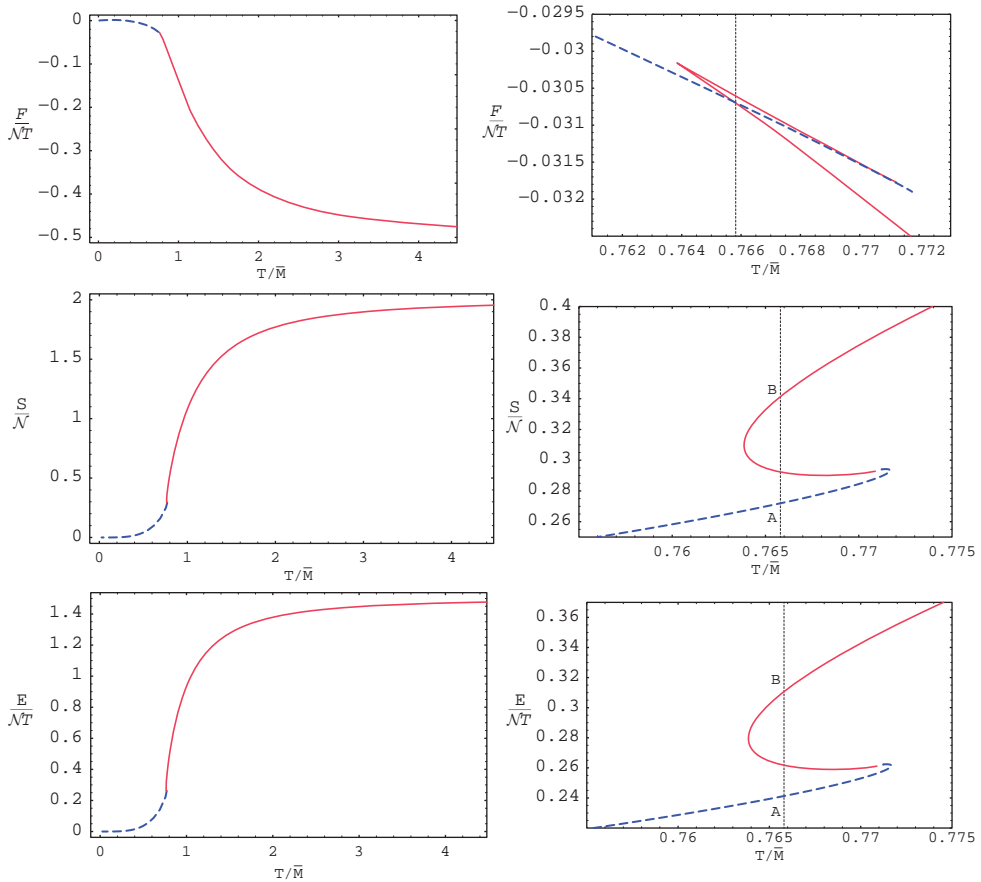 0
−0.1
−0.2
−0.3
−0.4
−0.5
F
𝒩T
0 1 2 3 4
T/M̄
−0.0295
−0.03
−0.0305
−0.031
−0.0315
−0.032
F
𝒩T
0.762 0.764 0.766 0.768 0.77 0.772
T/M̄
2
1.5
1
0.5
0
S
𝒩
0 1 2 3 4
T/M̄
0.4
0.36
0.34
0.32
0.3
0.28
0.26
S
𝒩
B
A
0.76 0.765 0.77 0.775
T/M̄
1.4
1.2
1
0.8
0.6
0.4
0.2
0
E
𝒩T
0 1 2 3 4
T/M̄
0.36
0.34
0.32
0.3
0.28
0.26
0.24
E
𝒩T
B
A
0.76 0.765 0.77 0.775
T/M̄